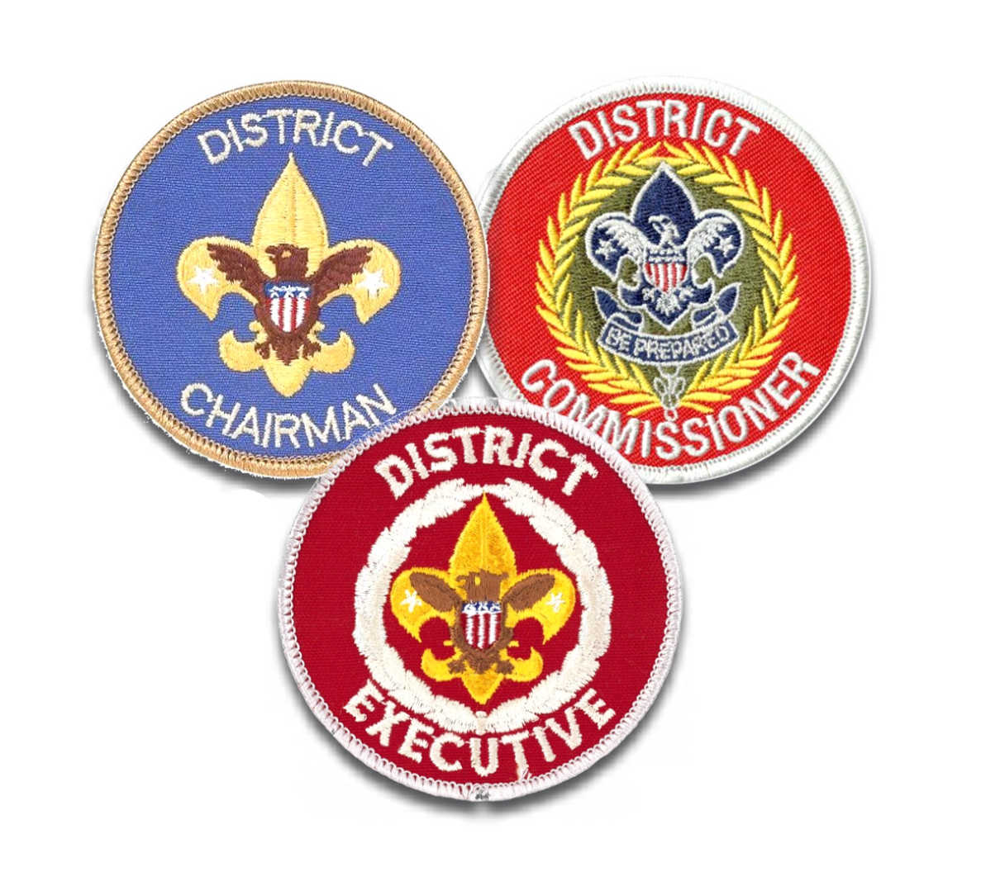 DISTRICT
CHAIRMAN
DISTRICT
BE PREPARED
COMMISSIONER
DISTRICT
EXECUTIVE